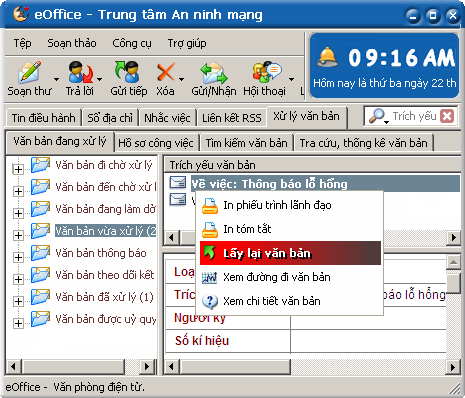 eOffice - Trung tâm An ninh mạng
Tệp Soạn thảo Công cụ Trợ giúp
09:16 AM
Hôm nay là thứ ba ngày 22 th
Soạn thư Trả lời Gửi tiếp Xóa Gửi/Nhận Hội thoại
Tin điều hành Sổ địa chỉ Nhắc việc Liên kết RSS Xử lý văn bản Trích yếu
Văn bản đang xử lý Hồ sơ công việc Tìm kiếm văn bản Tra cứu, thống kê văn bản
Văn bản đi chờ xử lý
Văn bản đến chờ xử
Văn bản đang làm dở
Văn bản vừa xử lý (2
Văn bản thông báo
Văn bản theo dõi kết
Văn bản đã xử lý (1)
Văn bản được uỷ quy
Trích yếu văn bản
Về việc: Thông báo lỗ hổng
V
In phiếu trình lãnh đạo
In tóm tắt
Lấy lại văn bản
Xem đường đi văn bản
Xem chi tiết văn bản
Loạ
Tríc báo lỗ hổng
Người ký
Số kí hiệu
eOffice - Văn phòng điện tử.